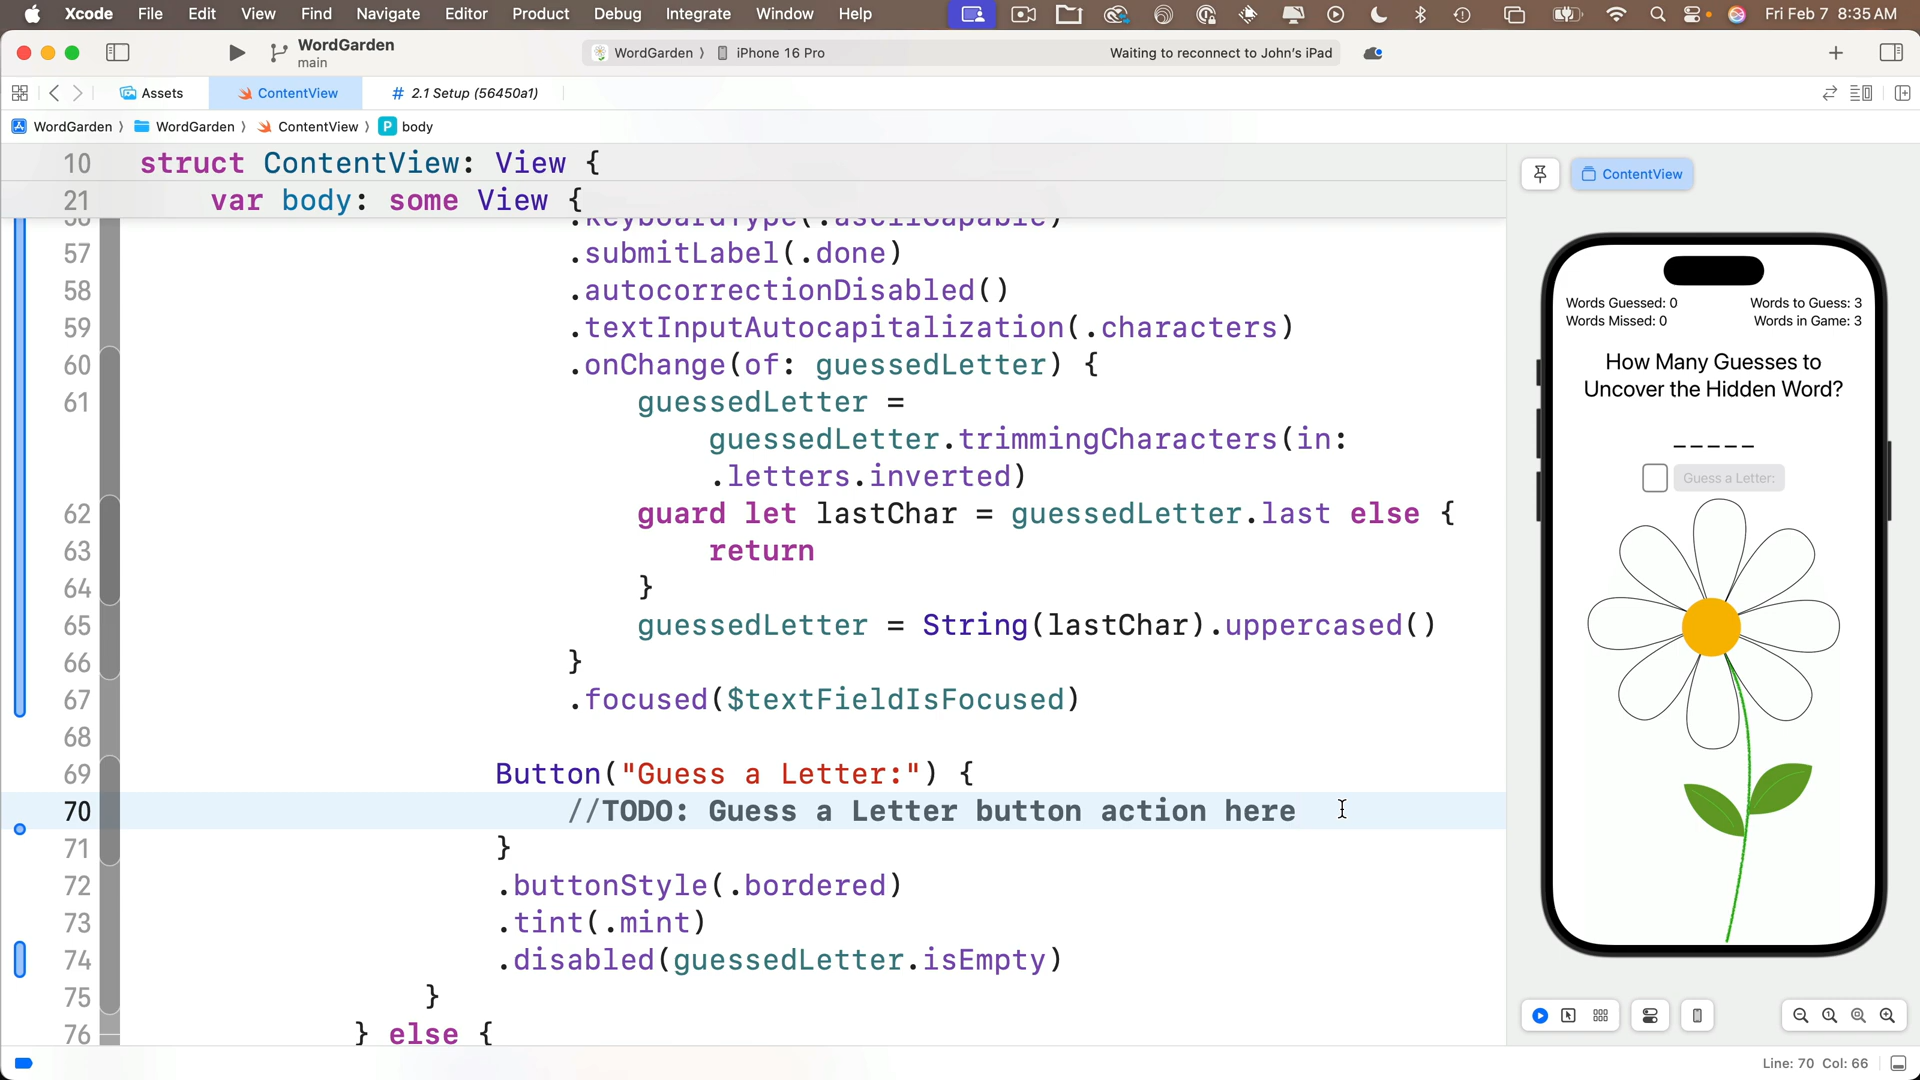 Xcode File Edit View Find Navigate Editor Product Debug Integrate Window Help Fri Feb 7 8:35 AM
WordGarden
main
WordGarden 〉 iPhone 16 Pro Waiting to reconnect to John's iPad
Assets ContentView # 2.1 Setup (56450a1)
WordGarden 〉 WordGarden 〉 ContentView 〉 P body
10 struct ContentView: View {
21 var body: some View {
56 .keyboardType(.asciiCapable)
57 .submitLabel(.done)
58 .autocorrectionDisabled()
59 .textInputAutocapitalization(.characters)
60 .onChange(of: guessedLetter) {
61 guessedLetter =
guessedLetter.trimmingCharacters(in:
.letters.inverted)
62 guard let lastChar = guessedLetter.last else {
63 return
64 }
65 guessedLetter = String(lastChar).uppercased()
66 }
67 .focused($textFieldIsFocused)
68
69 Button("Guess a Letter:") {
70 //TODO: Guess a Letter button action here
71 }
72 .buttonStyle(.bordered)
73 .tint(.mint)
74 .disabled(guessedLetter.isEmpty)
75 }
76 } else {
ContentView
Words Guessed: 0 Words to Guess: 3
Words Missed: 0 Words in Game: 3
How Many Guesses to
Uncover the Hidden Word?
_ _ _ _ _
Guess a Letter:
Line: 70 Col: 66